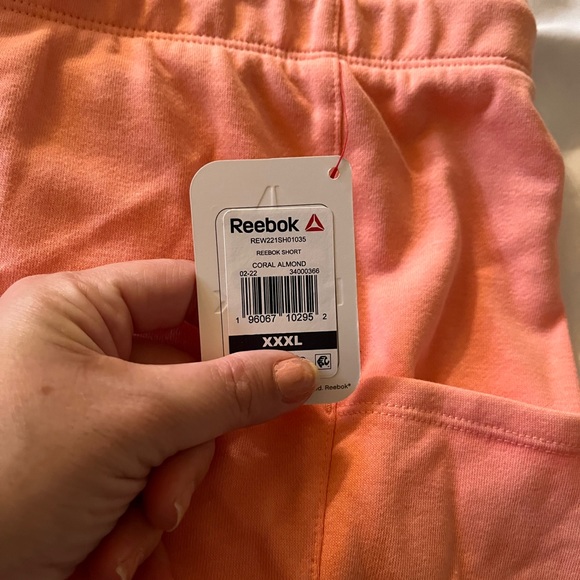 Reebok
REW221SH01035
REEBOK SHORT
CORAL ALMOND
02-22 34000366
1 96067 10295 2
XXXL
d. Reebok®